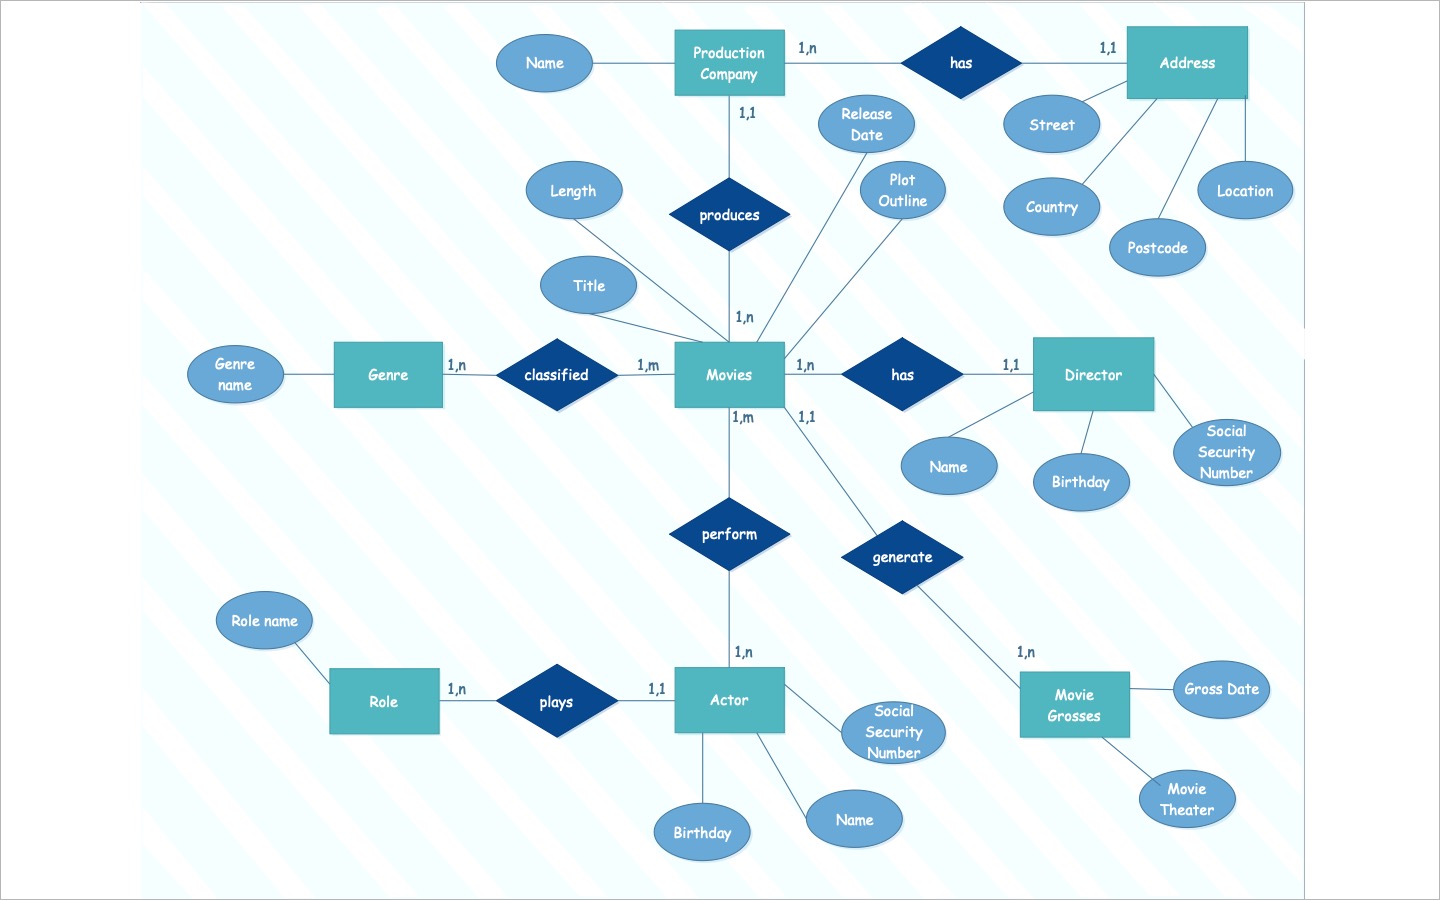 Name
Production
Company
1,n
has
1,1
Address
1,1
Release
Date
Street
Length
Plot
Outline
Location
Country
produces
Postcode
Title
1,n
Genre
name
Genre
1,n
classified
1,m
Movies
1,n
has
1,1
Director
1,m
1,1
Name
Birthday
Social
Security
Number
perform
generate
Role name
1,n
1,n
Role
1,n
plays
1,1
Actor
Social
Security
Number
Movie
Grosses
Gross Date
Movie
Theater
Birthday
Name